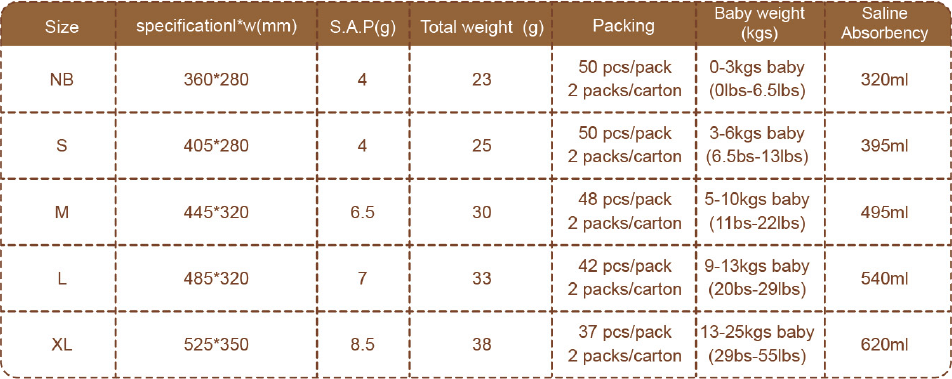 Size specificationl*w(mm) S.A.P(g) Total weight (g) Packing Baby weight (kgs) Saline Absorbency
NB 360*280 4 23 50 pcs/pack 2 packs/carton 0-3kgs baby (0lbs-6.5lbs) 320ml
S 405*280 4 25 50 pcs/pack 2 packs/carton 3-6kgs baby (6.5bs-13lbs) 395ml
M 445*320 6.5 30 48 pcs/pack 2 packs/carton 5-10kgs baby (11bs-22lbs) 495ml
L 485*320 7 33 42 pcs/pack 2 packs/carton 9-13kgs baby (20bs-29lbs) 540ml
XL 525*350 8.5 38 37 pcs/pack 2 packs/carton 13-25kgs baby (29bs-55lbs) 620ml